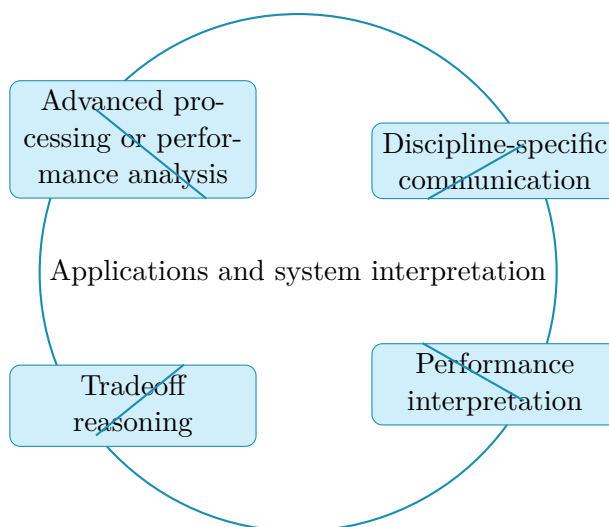 Advanced pro-
cessing or perfor-
mance analysis
Discipline-specific
communication
Applications and system interpretation
Tradeoff
reasoning
Performance
interpretation